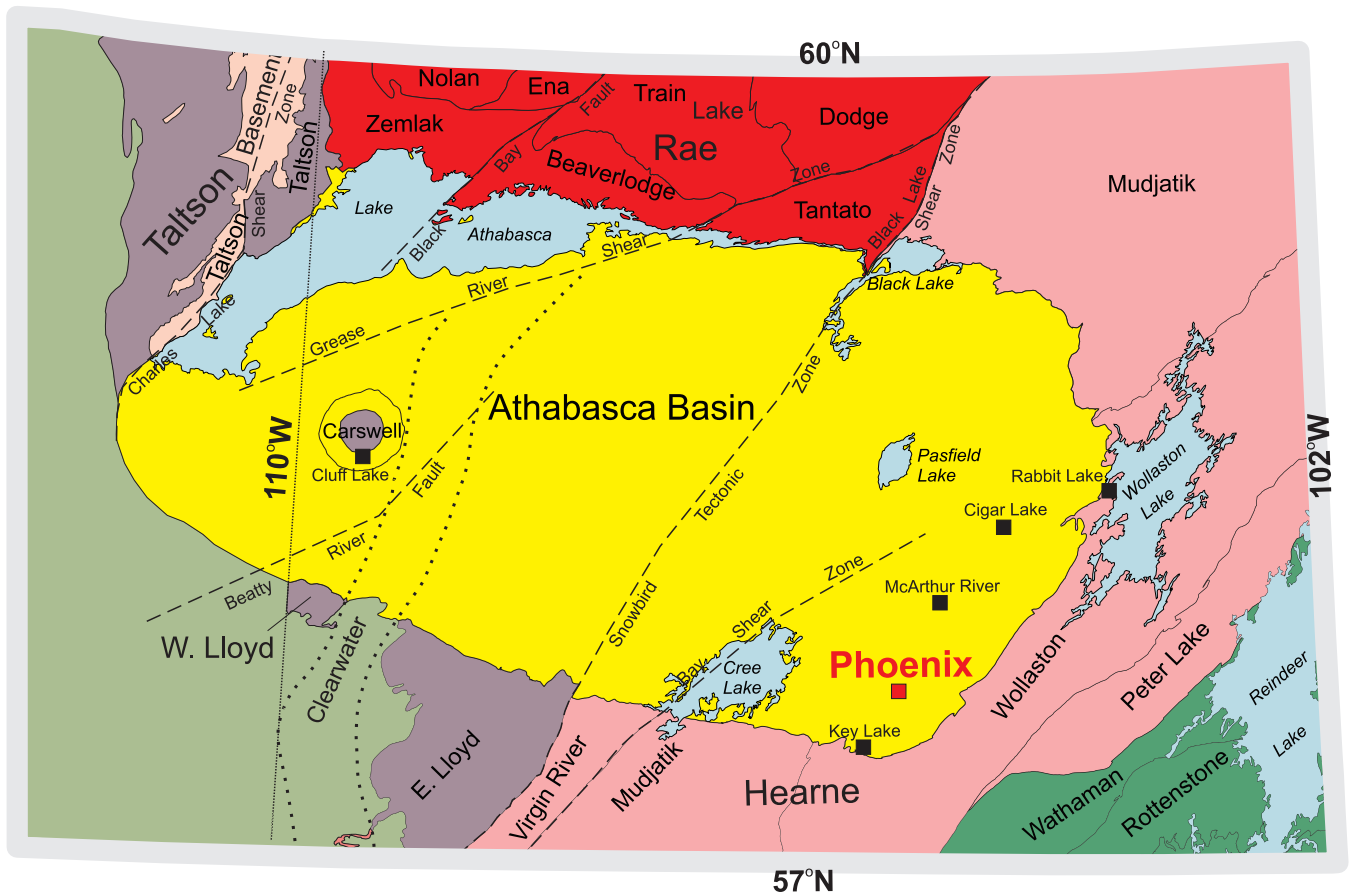 60°N
Nolan
Ena
Fault
Train
Lake
Dodge
Zemlak
Rae
Bay
Beaverlodge
Zone
Tantato
Black Lake
Shear
Zone
Mudjatik
Basement
Zone
Taltson
Taltson
Shear
Taltson
Lake
Black
Athabasca
Shear
River
Grease
Charles
Lake
Black Lake
Zone
Athabasca Basin
110°W
Carswell
Cluff Lake
Fault
River
Beatty
Tectonic
Snowbird
Pasfield
Lake
Rabbit Lake
Wollaston
Lake
102°W
Cigar Lake
Zone
McArthur River
Shear
Bay
Cree
Lake
Phoenix
Key Lake
W. Lloyd
Clearwater
E. Lloyd
Virgin River
Mudjatik
Hearne
Wollaston
Peter Lake
Reindeer
Lake
Wathaman
Rottenstone
57°N